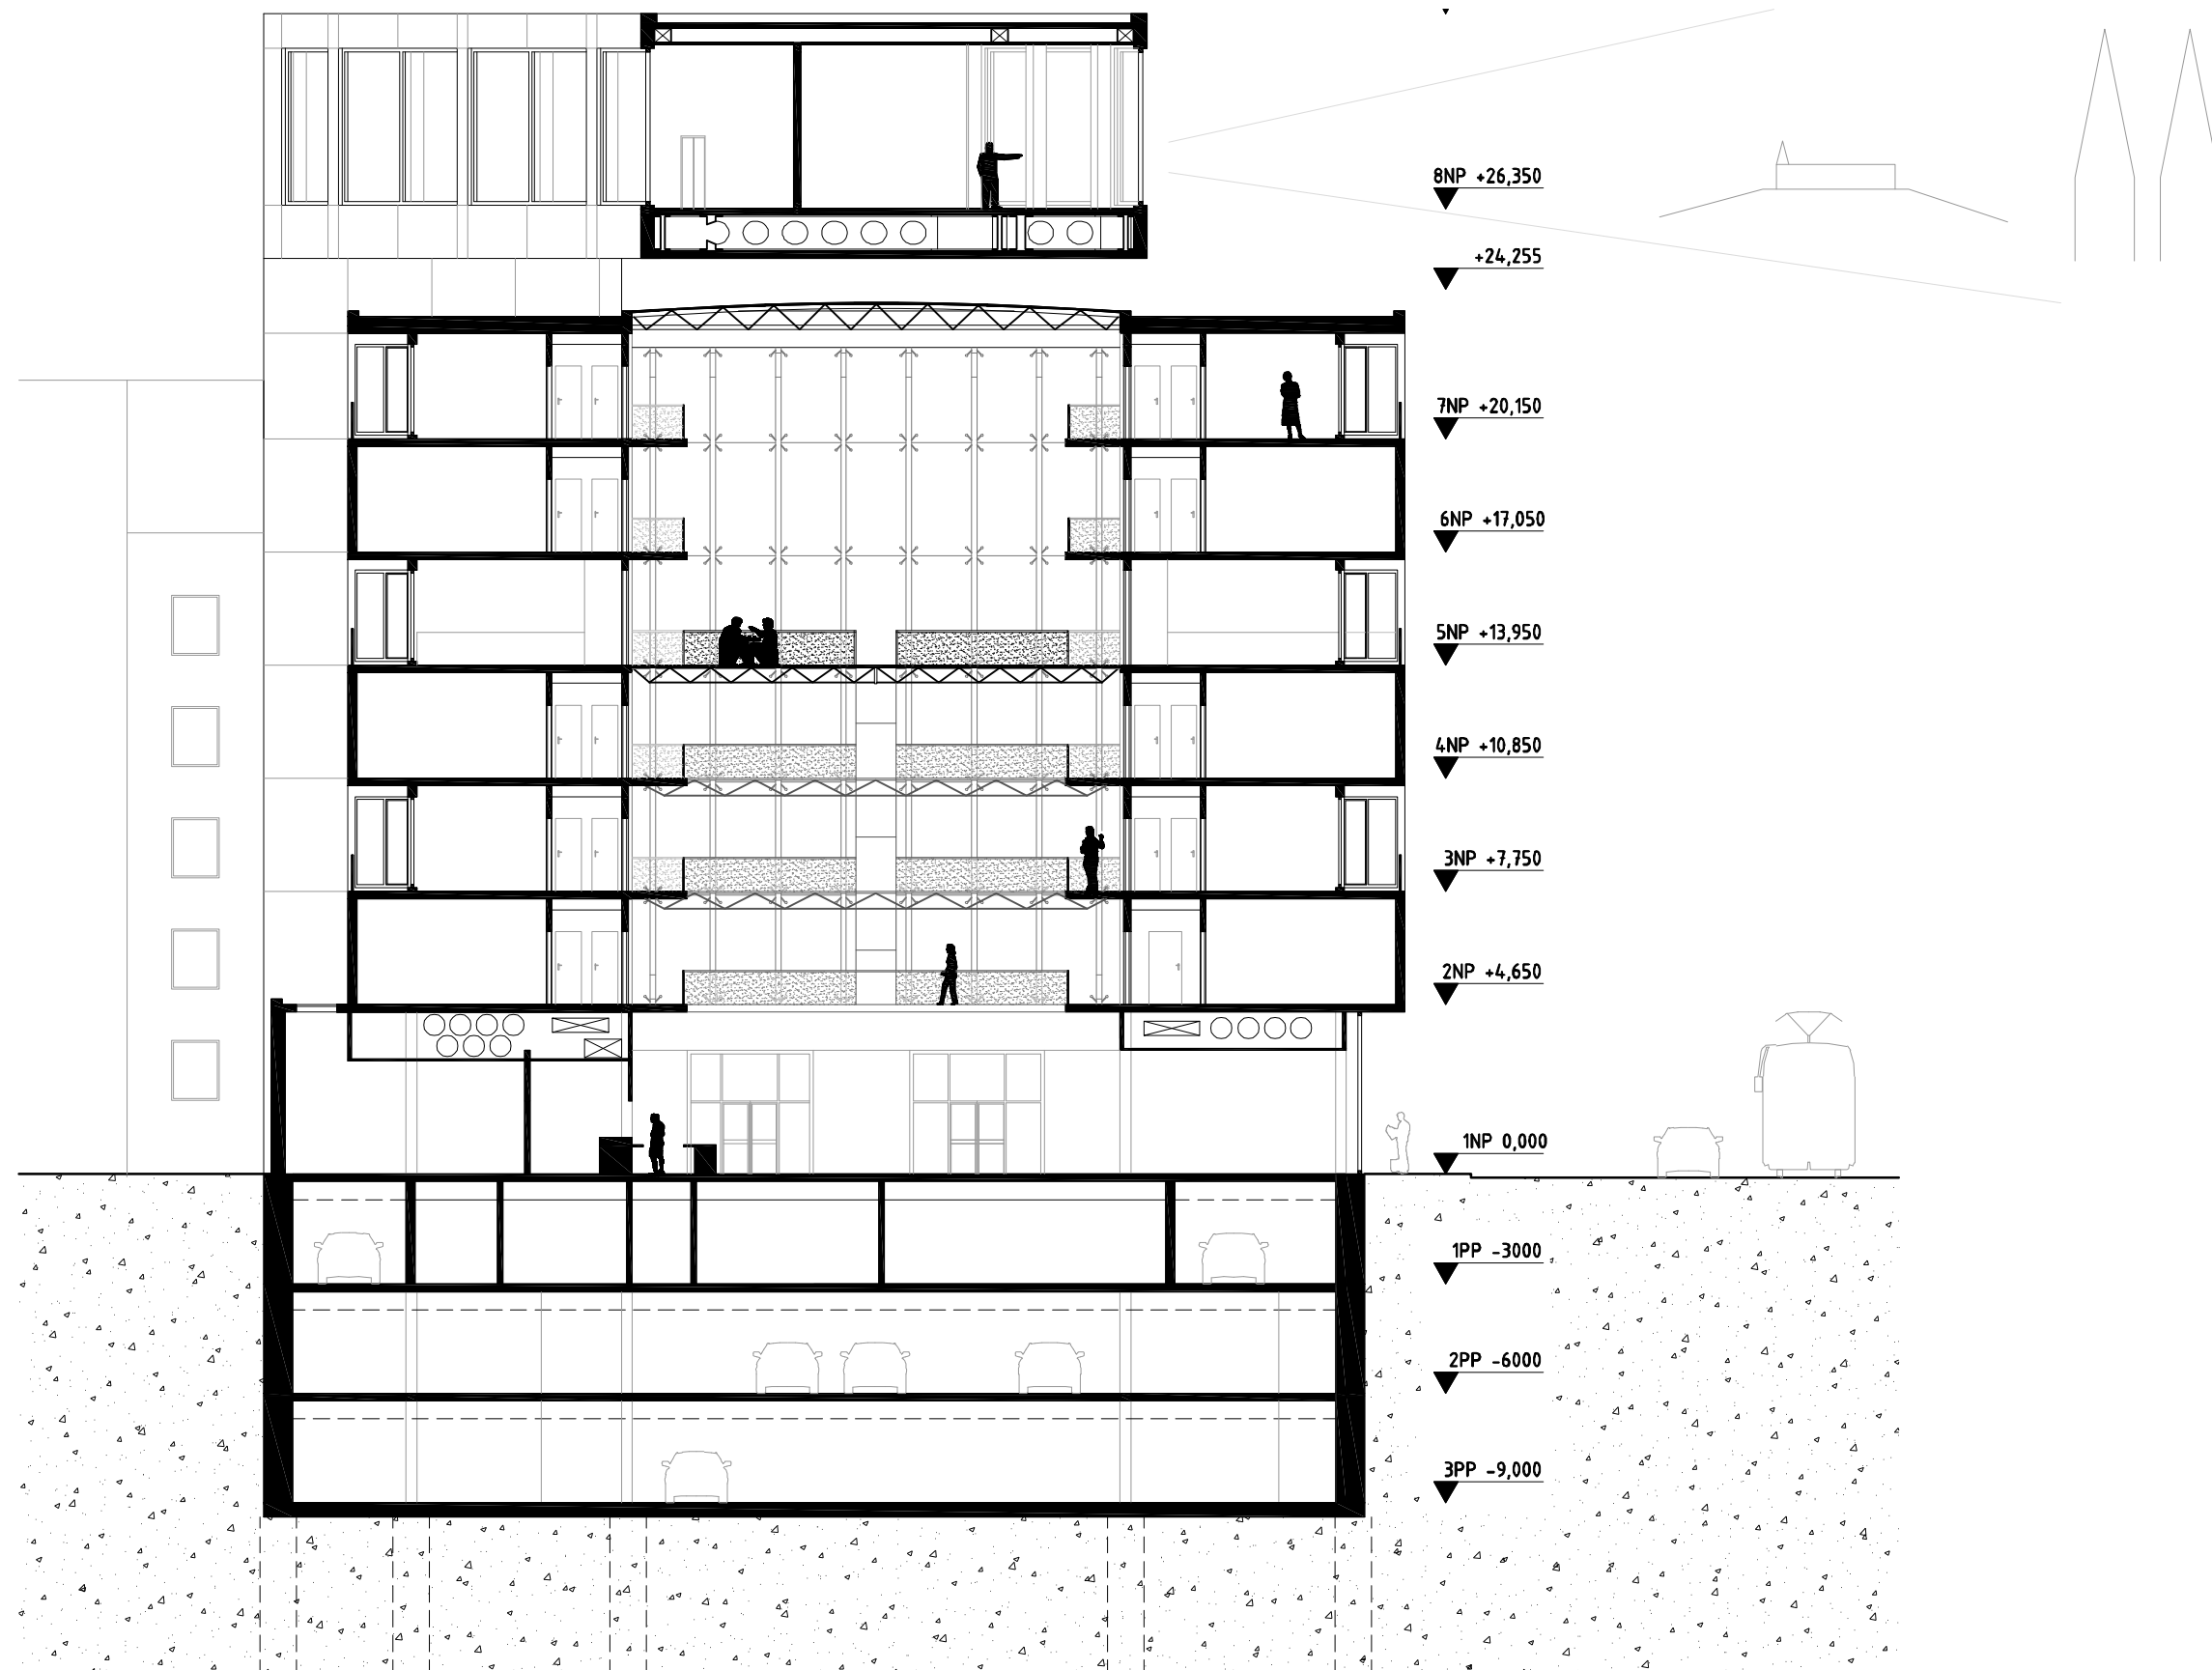 8NP +26,350
+24,255
7NP +20,150
6NP +17,050
5NP +13,950
4NP +10,850
3NP +7,750
2NP +4,650
1NP 0,000
1PP -3000
2PP -6000
3PP -9,000